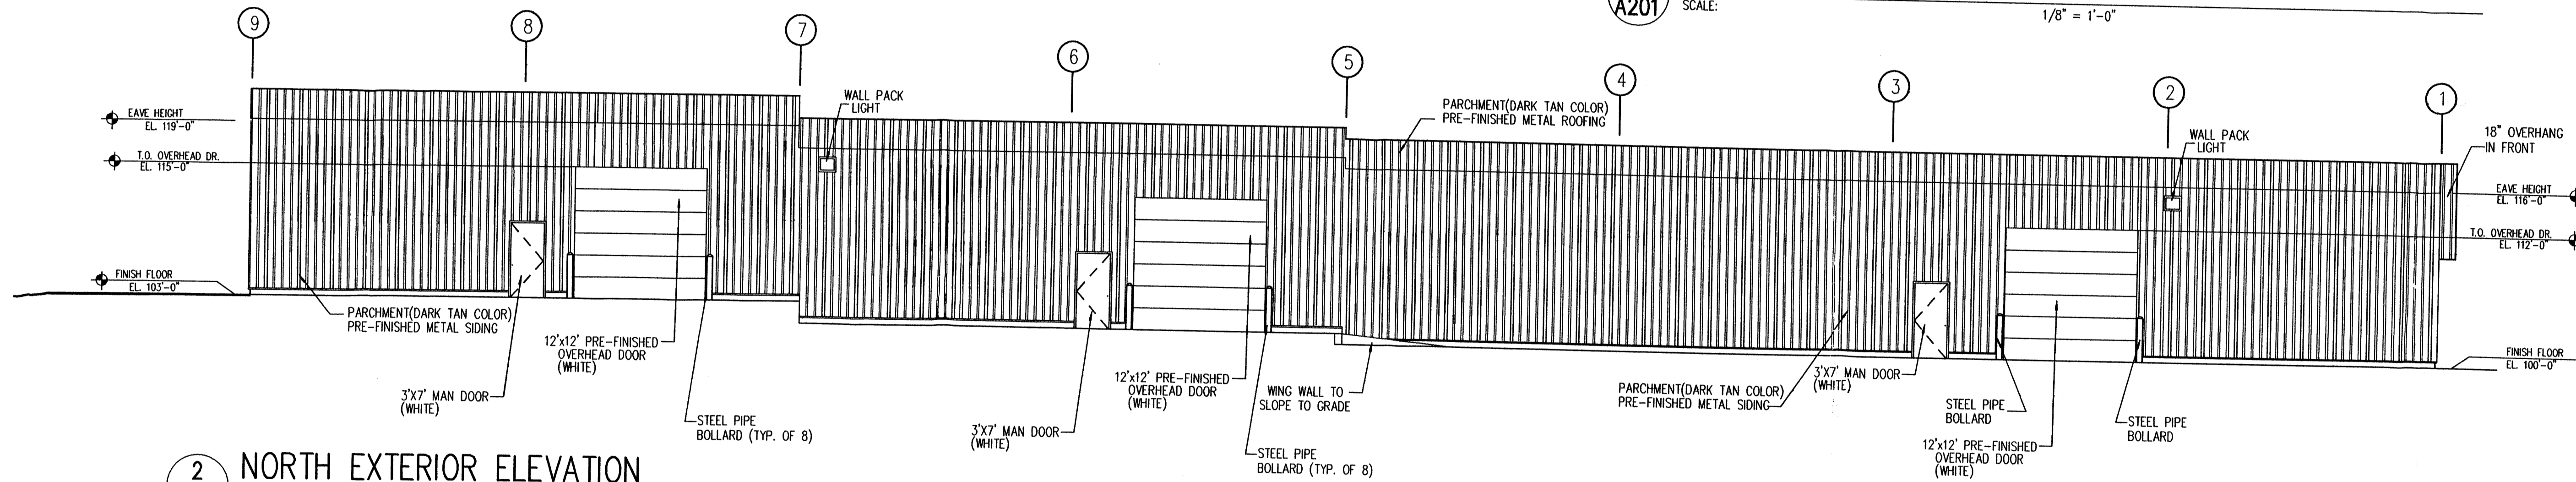 A201
SCALE:
1/8" = 1'-0"
9
8
7
6
5
4
3
2
1
EAVE HEIGHT
EL. 119'-0"
T.O. OVERHEAD DR.
EL. 115'-0"
FINISH FLOOR
EL. 103'-0"
WALL PACK
LIGHT
PARCHMENT(DARK TAN COLOR)
PRE-FINISHED METAL ROOFING
WALL PACK
LIGHT
18" OVERHANG
IN FRONT
EAVE HEIGHT
EL. 116'-0"
T.O. OVERHEAD DR.
EL. 112'-0"
FINISH FLOOR
EL. 100'-0"
PARCHMENT(DARK TAN COLOR)
PRE-FINISHED METAL SIDING
3'X7' MAN DOOR
(WHITE)
12'x12' PRE-FINISHED
OVERHEAD DOOR
(WHITE)
STEEL PIPE
BOLLARD (TYP. OF 8)
3'X7' MAN DOOR
(WHITE)
12'x12' PRE-FINISHED
OVERHEAD DOOR
(WHITE)
STEEL PIPE
BOLLARD (TYP. OF 8)
WING WALL TO
SLOPE TO GRADE
PARCHMENT(DARK TAN COLOR)
PRE-FINISHED METAL SIDING
3'X7' MAN DOOR
(WHITE)
STEEL PIPE
BOLLARD
12'x12' PRE-FINISHED
OVERHEAD DOOR
(WHITE)
STEEL PIPE
BOLLARD
2
NORTH EXTERIOR ELEVATION